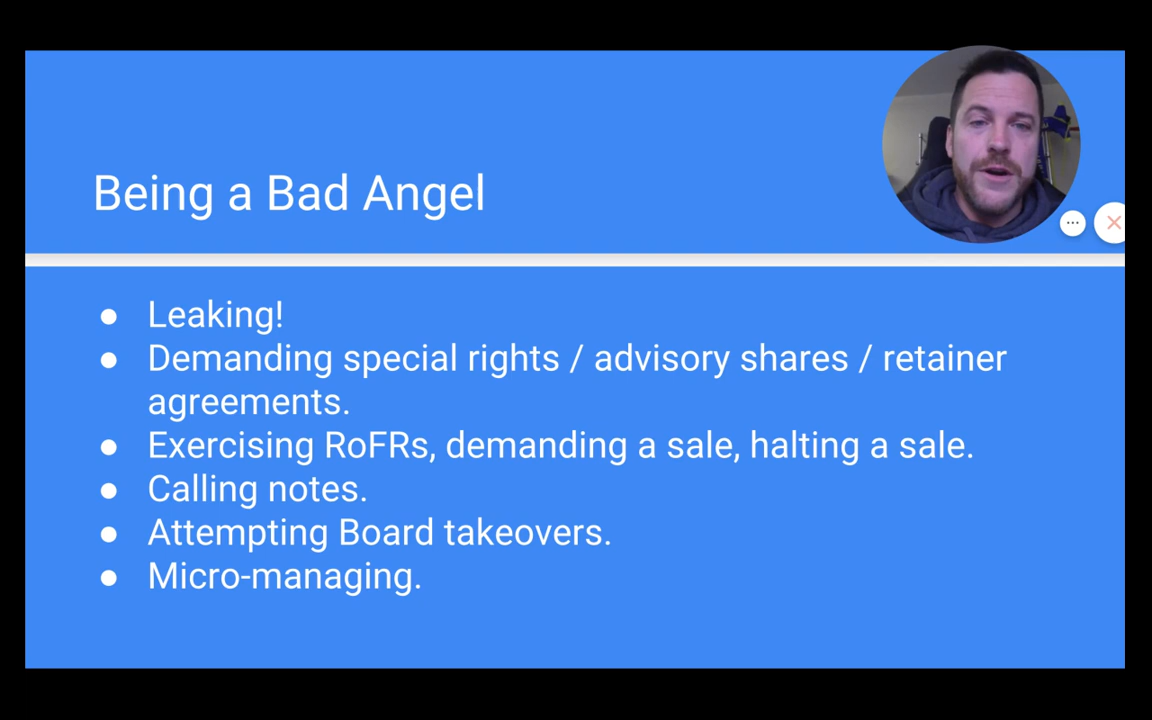 Being a Bad Angel
● Leaking!
● Demanding special rights / advisory shares / retainer
agreements.
● Exercising RoFRs, demanding a sale, halting a sale.
● Calling notes.
● Attempting Board takeovers.
● Micro-managing.